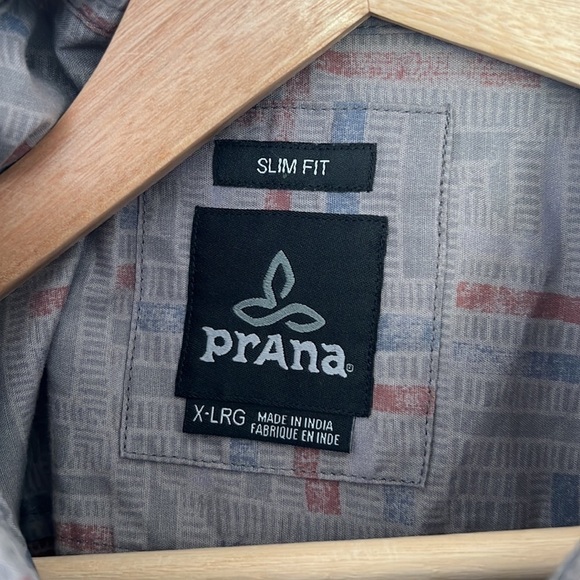 SLIM FIT
prAna®
X-LRG MADE IN INDIA
FABRIQUE EN INDE